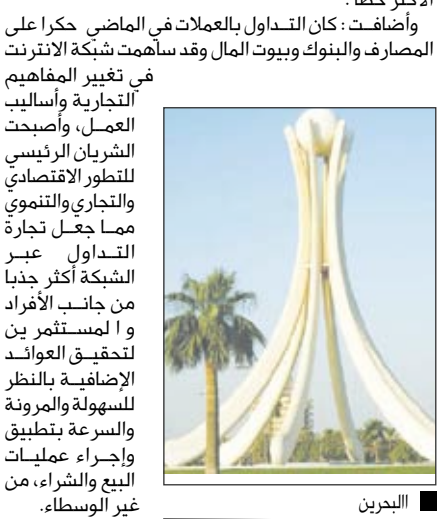 الأكثر حظا .
وأضافت : كان التداول بالعملات في الماضي حكرا على
المصارف والبنوك وبيوت المال وقد ساهمت شبكة الانترنت
في تغيير المفاهيم
التجارية وأساليب
العمل، وأصبحت
الشريان الرئيسي
للتطور الاقتصادي
والتجاري والتنموي
مما جعل تجارة
التداول عبر
الشبكة أكثر جذبا
من جانب الأفراد
و ا لمستثمر ين
لتحقيق العوائد
الإضافية بالنظر
للسهولة والمرونة
والسرعة بتطبيق
وإجراء عمليات
البيع والشراء، من
غير الوسطاء.
البحرين